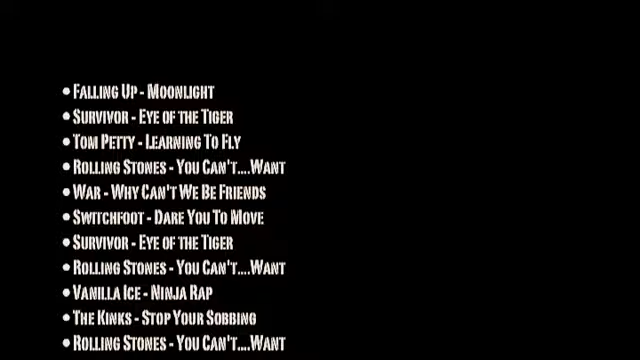 • Falling Up - Moonlight
• Survivor - Eye of the Tiger
• Tom Petty - Learning To Fly
• Rolling Stones - You Can't....Want
• War - Why Can't We Be Friends
• Switchfoot - Dare You To Move
• Survivor - Eye of the Tiger
• Rolling Stones - You Can't....Want
• Vanilla Ice - Ninja Rap
• The Kinks - Stop Your Sobbing
• Rolling Stones - You Can't....Want